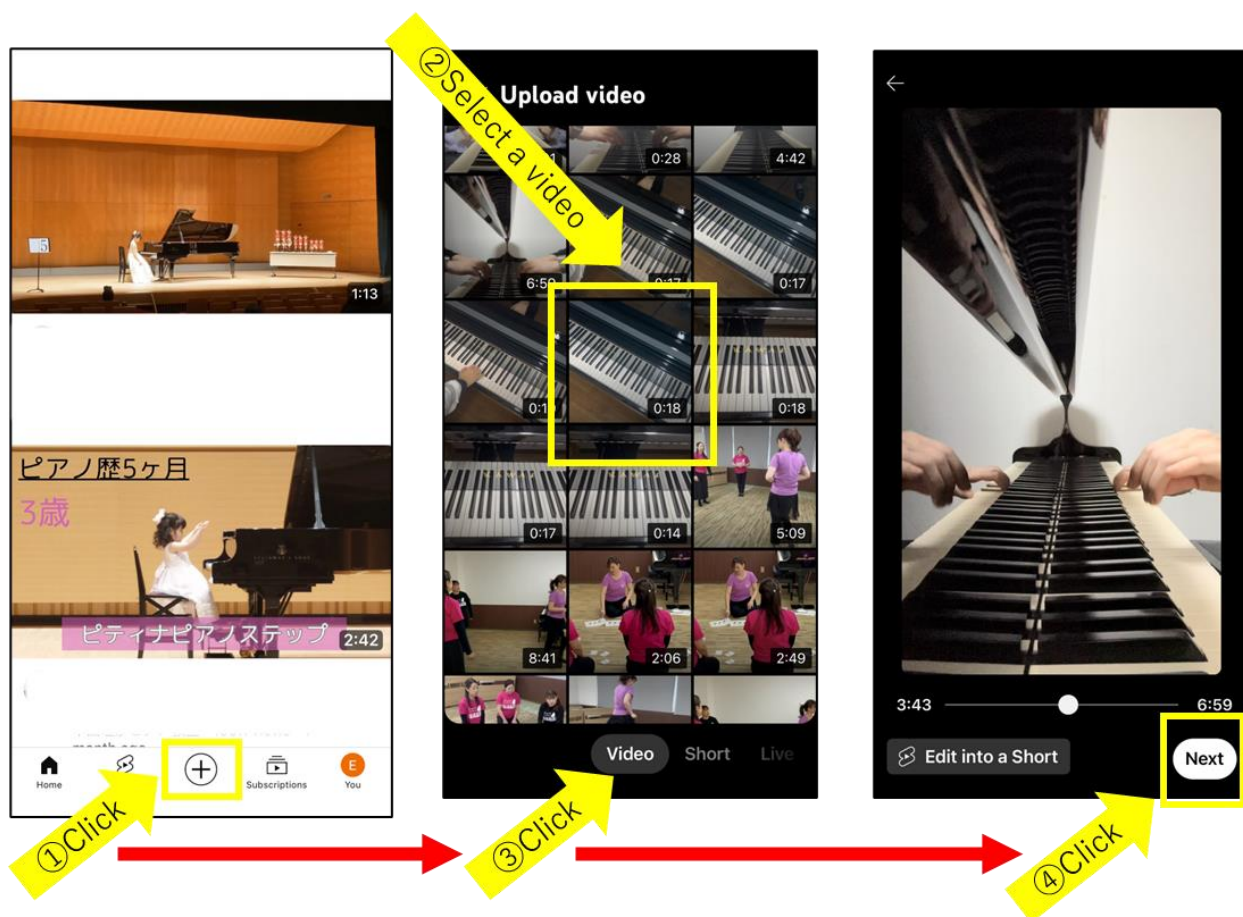 ②Select a video
Upload video
1:13
0:28
4:42
6:59
0:17
0:17
0:18
0:18
0:17
0:14
5:09
8:41
2:06
2:49
ピアノ歴5ヶ月
3歳
ピティナピアノステップ
2:42
Home
Subscriptions
E
You
①Click
Video
Short
Live
③Click
3:43
6:59
Edit into a Short
Next
④Click